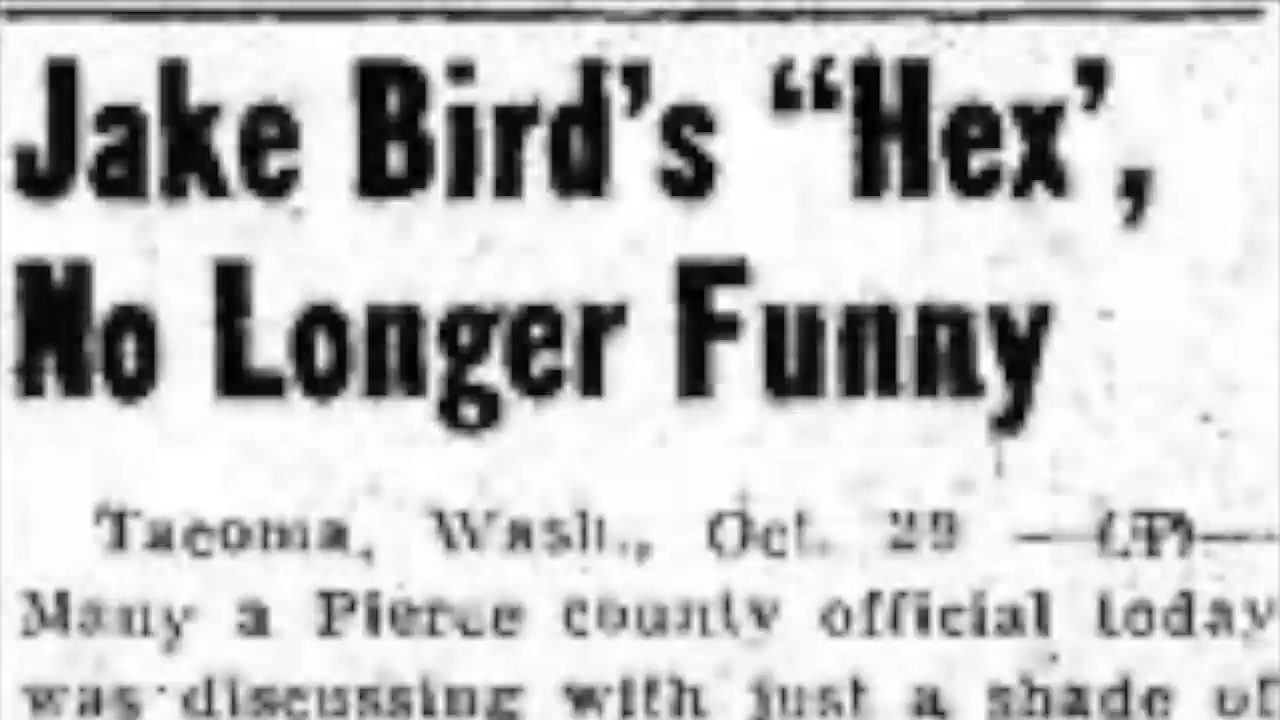 Jake Bird's “Hex’,
No Longer Funny
Tacoma, Wash., Oct. 29 —(AP)—
Many a Pierce county official today
was discussing with just a shade of